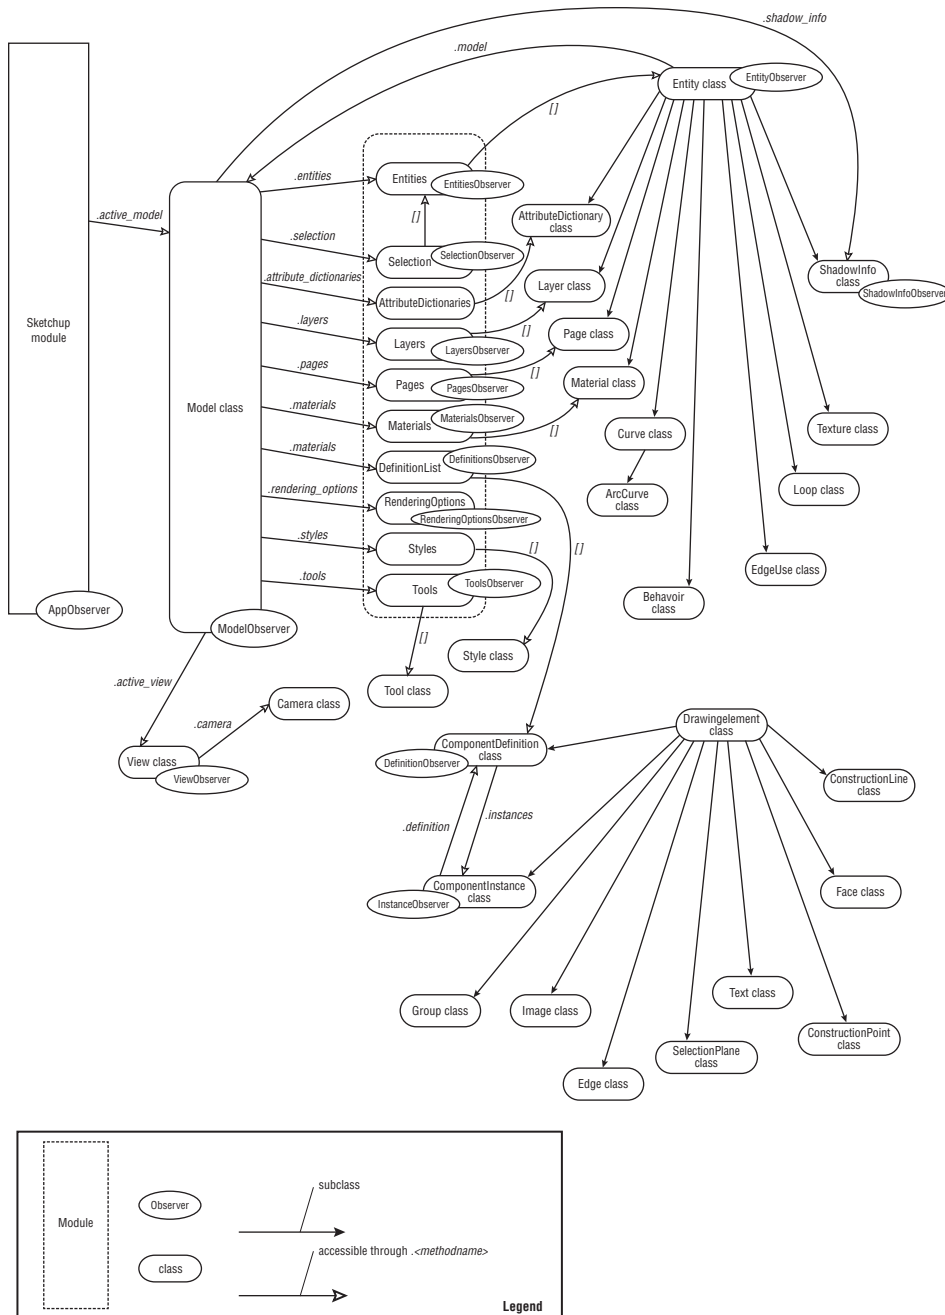 .shadow_info
.model
Entity class
EntityObserver
[]
.entities
Entities
EntitiesObserver
.active_model
[]
AttributeDictionary
class
.selection
Selection
SelectionObserver
ShadowInfo
class
ShadowInfoObserver
.attribute_dictionaries
AttributeDictionaries
[]
Layer class
Sketchup
module
.layers
Layers
LayersObserver
[]
Page class
.pages
Pages
PagesObserver
[]
Material class
Model class
.materials
Materials
MaterialsObserver
[]
Curve class
Texture class
.materials
DefinitionList
DefinitionsObserver
ArcCurve
class
Loop class
.rendering_options
RenderingOptions
RenderingOptionsObserver
.styles
Styles
[]
[]
EdgeUse class
.tools
Tools
ToolsObserver
Behavoir
class
AppObserver
ModelObserver
[]
Style class
.active_view
Tool class
Camera class
.camera
Drawingelement
class
View class
ViewObserver
ComponentDefinition
class
DefinitionObserver
ConstructionLine
class
.instances
.definition
ComponentInstance
class
InstanceObserver
Face class
Text class
Group class
Image class
ConstructionPoint
class
SelectionPlane
class
Edge class
Module
Observer
class
subclass
accessible through .<methodname>
Legend